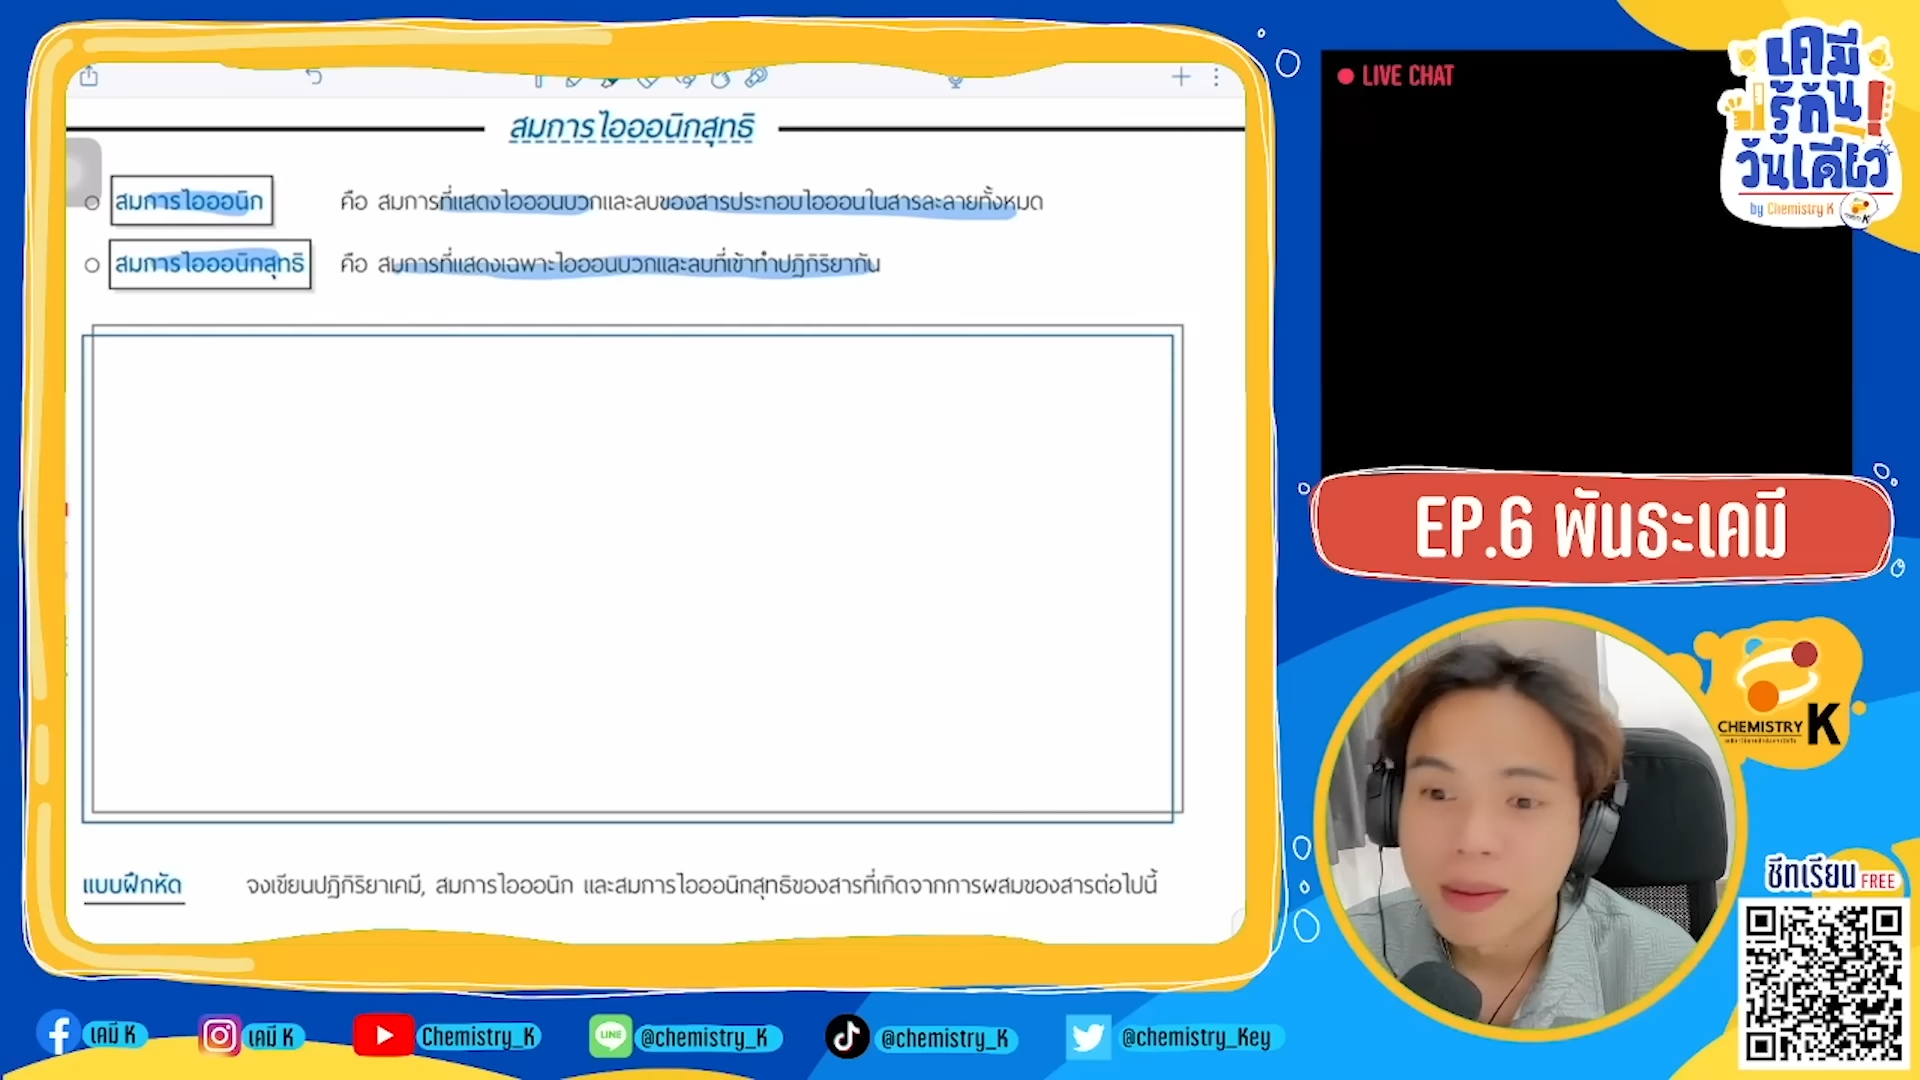 สมการไอออนิกสุทธิ
สมการไอออนิก คือ สมการที่แสดงไอออนบวกและลบของสารประกอบไอออนในสารละลายทั้งหมด
สมการไอออนิกสุทธิ คือ สมการที่แสดงเฉพาะไอออนบวกและลบที่เข้าทำปฏิกิริยากัน
แบบฝึกหัด จงเขียนปฏิกิริยาเคมี, สมการไอออนิก และสมการไอออนิกสุทธิของสารที่เกิดจากการผสมของสารต่อไปนี้
LIVE CHAT
เคมี
รู้กัน!
วันเดียว
by Chemistry K
EP.6 พันธะเคมี
CHEMISTRY K
ชีทเรียน FREE
เคมี K
เคมี K
Chemistry_K
LINE
@chemistry_K
@chemistry_K
@chemistry_Key